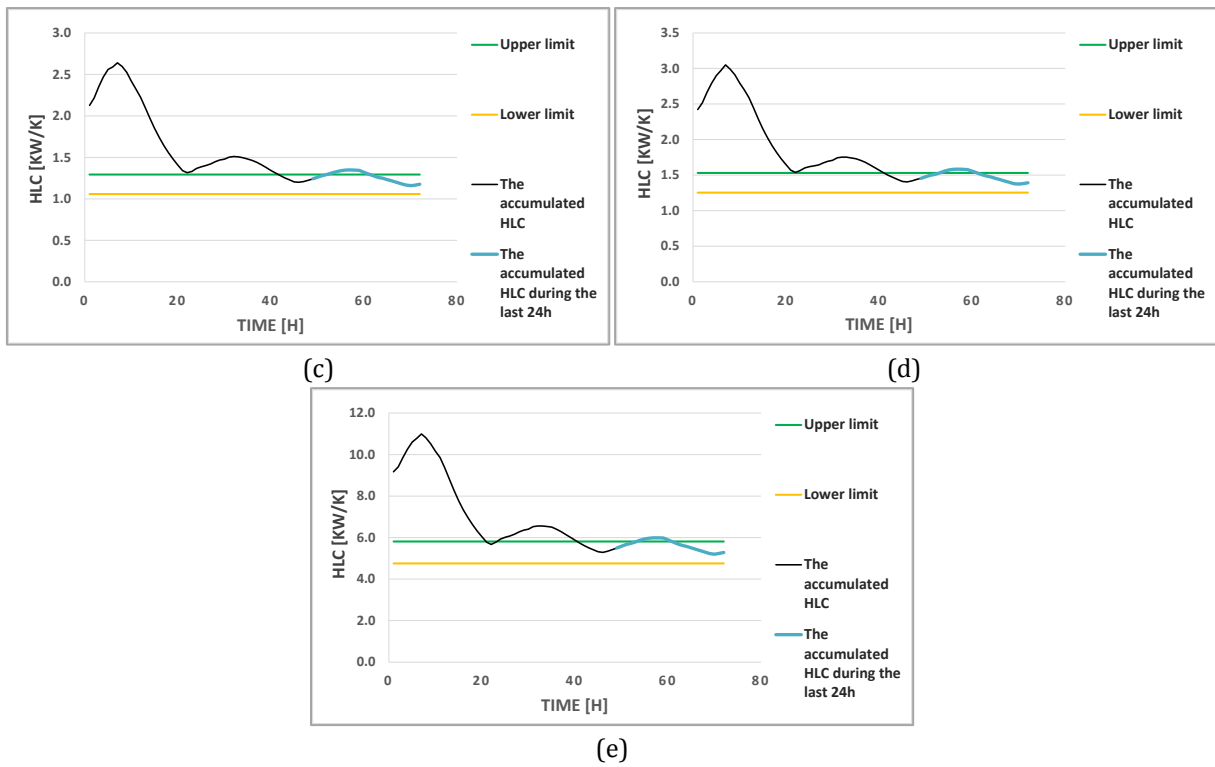 3.0
2.5
2.0
1.5
1.0
0.5
0.0
HLC [KW/K]
0 20 40 60 80
TIME [H]
Upper limit
Lower limit
The
accumulated
HLC
The
accumulated
HLC during the
last 24h
(c)
3.5
3.0
2.5
2.0
1.5
1.0
0.5
0.0
HLC [KW/K]
0 20 40 60 80
TIME [H]
Upper limit
Lower limit
The
accumulated
HLC
The
accumulated
HLC during the
last 24h
(d)
12.0
10.0
8.0
6.0
4.0
2.0
0.0
HLC [KW/K]
0 20 40 60 80
TIME [H]
Upper limit
Lower limit
The
accumulated
HLC
The
accumulated
HLC during the
last 24h
(e)